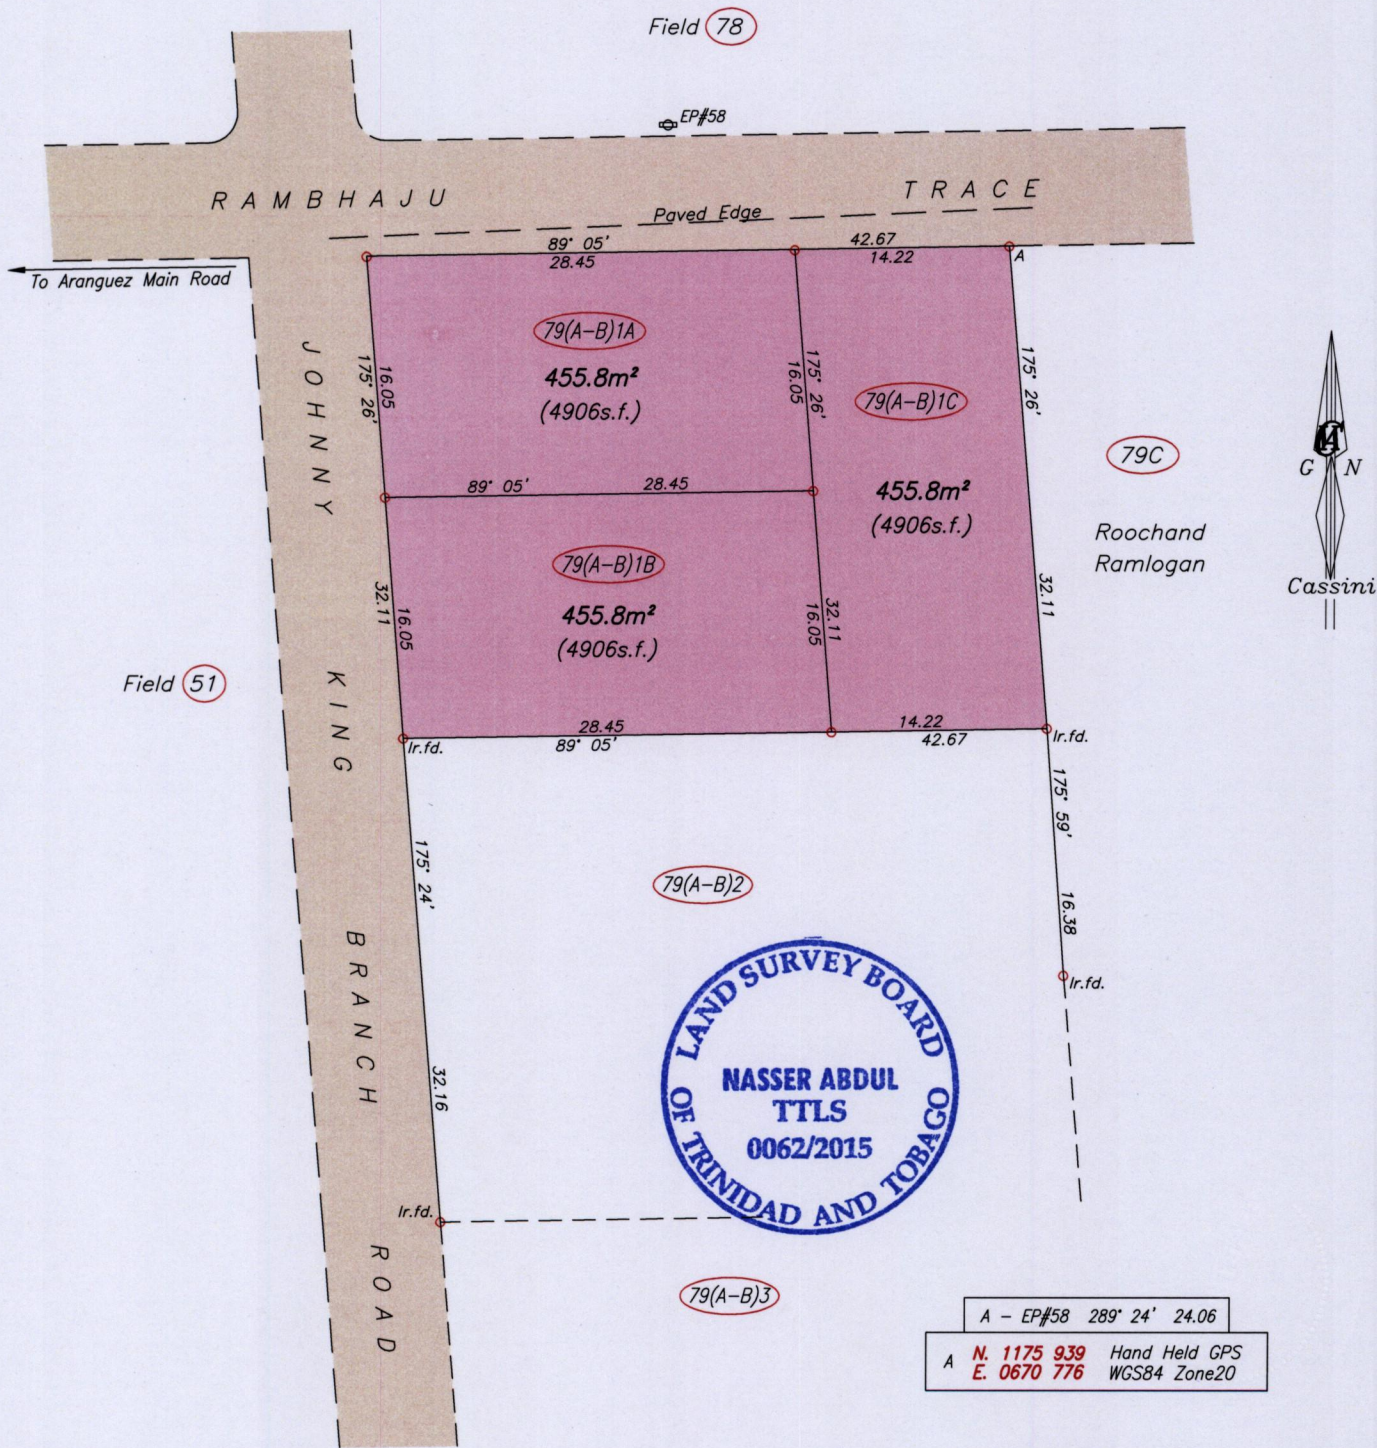 Field 78
EP#58
RAMBHAJU TRACE
Paved Edge
89° 05' 42.67
28.45 14.22
A
To Aranguez Main Road
79(A-B)1A
455.8m²
(4906s.f.)
16.05
175° 26'
175° 26'
16.05
79(A-B)1C
455.8m²
(4906s.f.)
175° 26'
32.11
79C
Roochand
Ramlogan
G N
Cassini
89° 05' 28.45
79(A-B)1B
455.8m²
(4906s.f.)
32.11
16.05
32.11
16.05
Field 51
28.45 14.22
89° 05' 42.67
Ir.fd.
Ir.fd.
JOHNNY KING BRANCH ROAD
175° 24'
32.16
175° 59'
16.38
Ir.fd.
79(A-B)2
LAND SURVEY BOARD
NASSER ABDUL
TTLS
0062/2015
OF TRINIDAD AND TOBAGO
Ir.fd.
79(A-B)3
A - EP#58 289° 24' 24.06
A N. 1175 939 Hand Held GPS
E. 0670 776 WGS84 Zone20